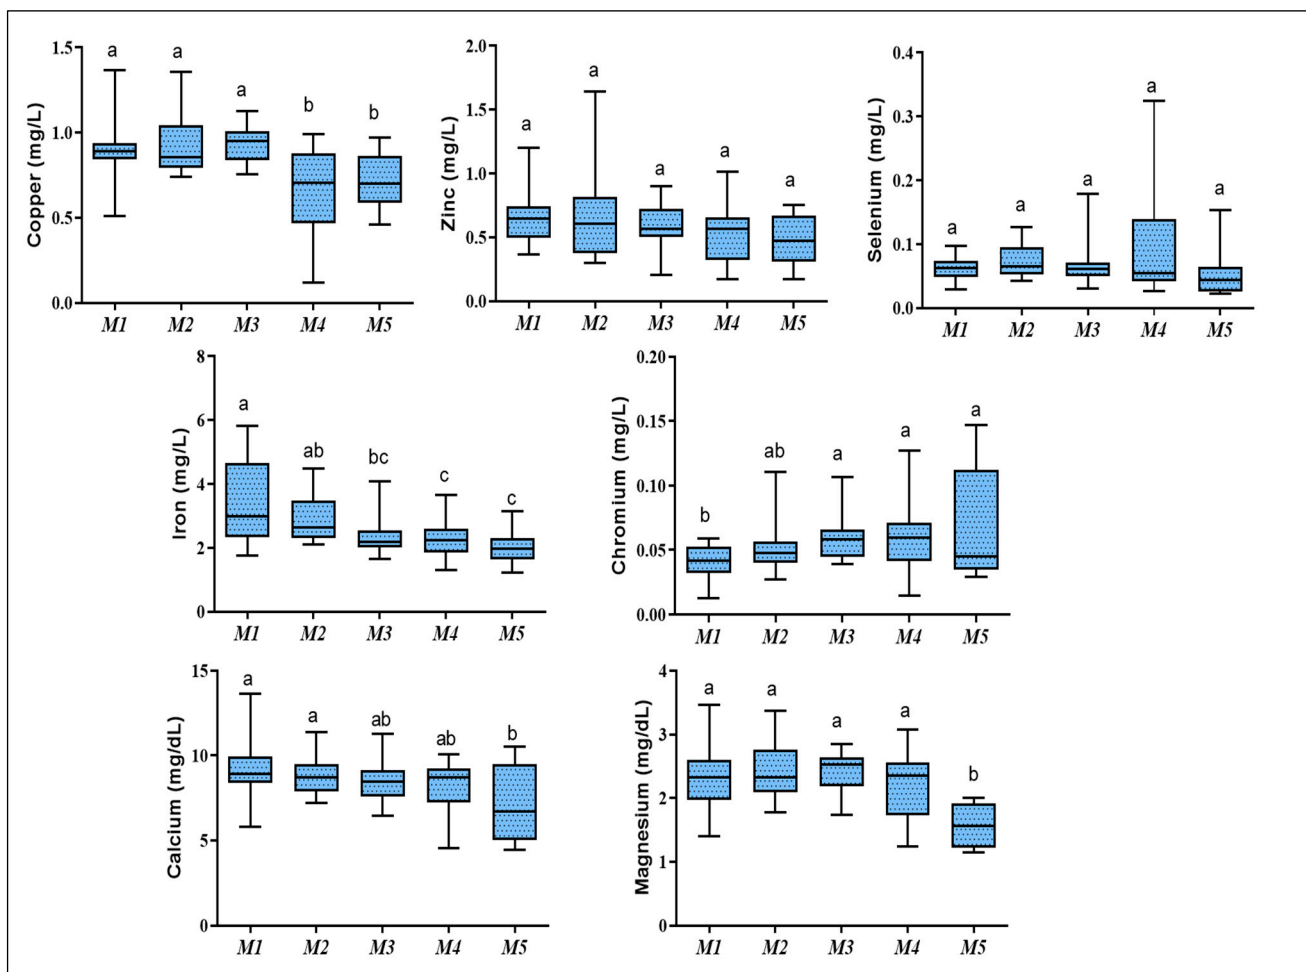 Copper (mg/L)
1.5
1.0
0.5
0.0
a a a b b
M1 M2 M3 M4 M5
Zinc (mg/L)
2.0
1.5
1.0
0.5
0.0
a a a a a
M1 M2 M3 M4 M5
Selenium (mg/L)
0.4
0.3
0.2
0.1
0.0
a a a a a
M1 M2 M3 M4 M5
Iron (mg/L)
8
6
4
2
0
a ab bc c c
M1 M2 M3 M4 M5
Chromium (mg/L)
0.20
0.15
0.10
0.05
0.00
b ab a a a
M1 M2 M3 M4 M5
Calcium (mg/dL)
15
10
5
0
a a ab ab b
M1 M2 M3 M4 M5
Magnesium (mg/dL)
4
3
2
1
0
a a a a b
M1 M2 M3 M4 M5